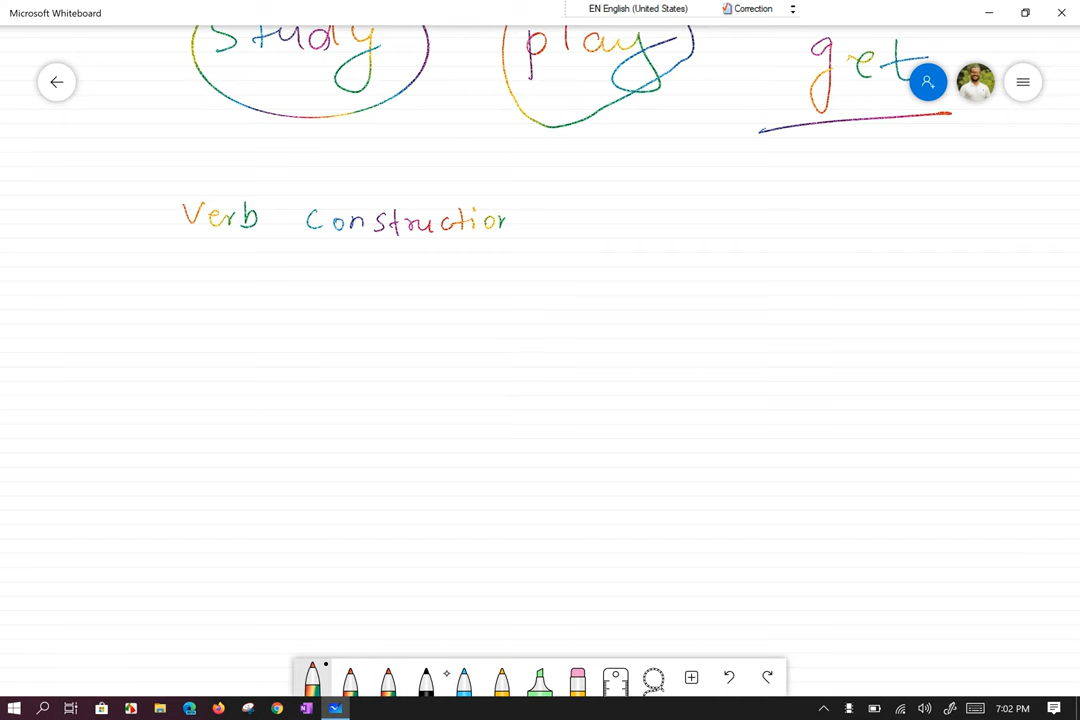 Microsoft Whiteboard
EN English (United States) Correction
study play get
Verb Construction
7:02 PM